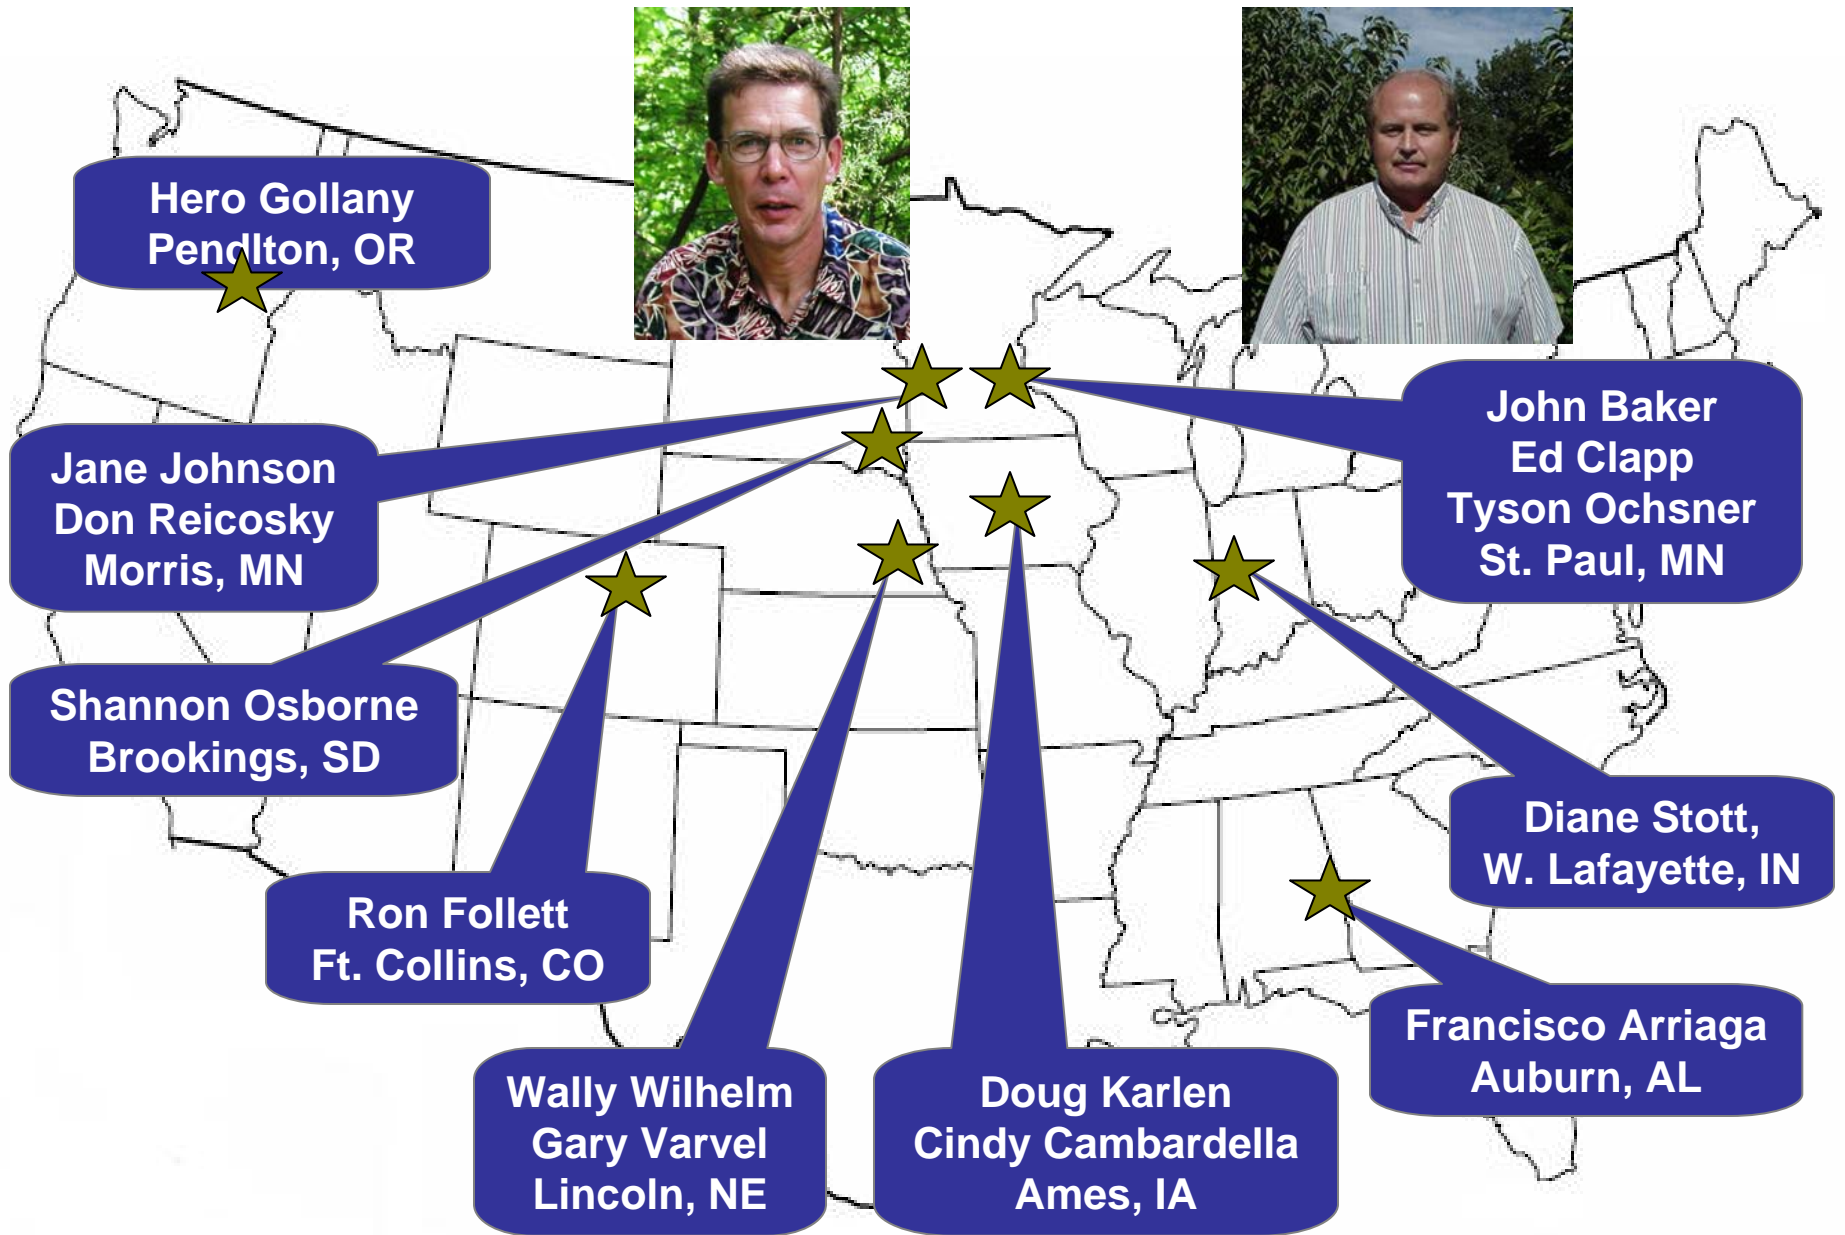 Hero Gollany
Pendlton, OR
Jane Johnson
Don Reicosky
Morris, MN
John Baker
Ed Clapp
Tyson Ochsner
St. Paul, MN
Shannon Osborne
Brookings, SD
Diane Stott,
W. Lafayette, IN
Ron Follett
Ft. Collins, CO
Francisco Arriaga
Auburn, AL
Wally Wilhelm
Gary Varvel
Lincoln, NE
Doug Karlen
Cindy Cambardella
Ames, IA